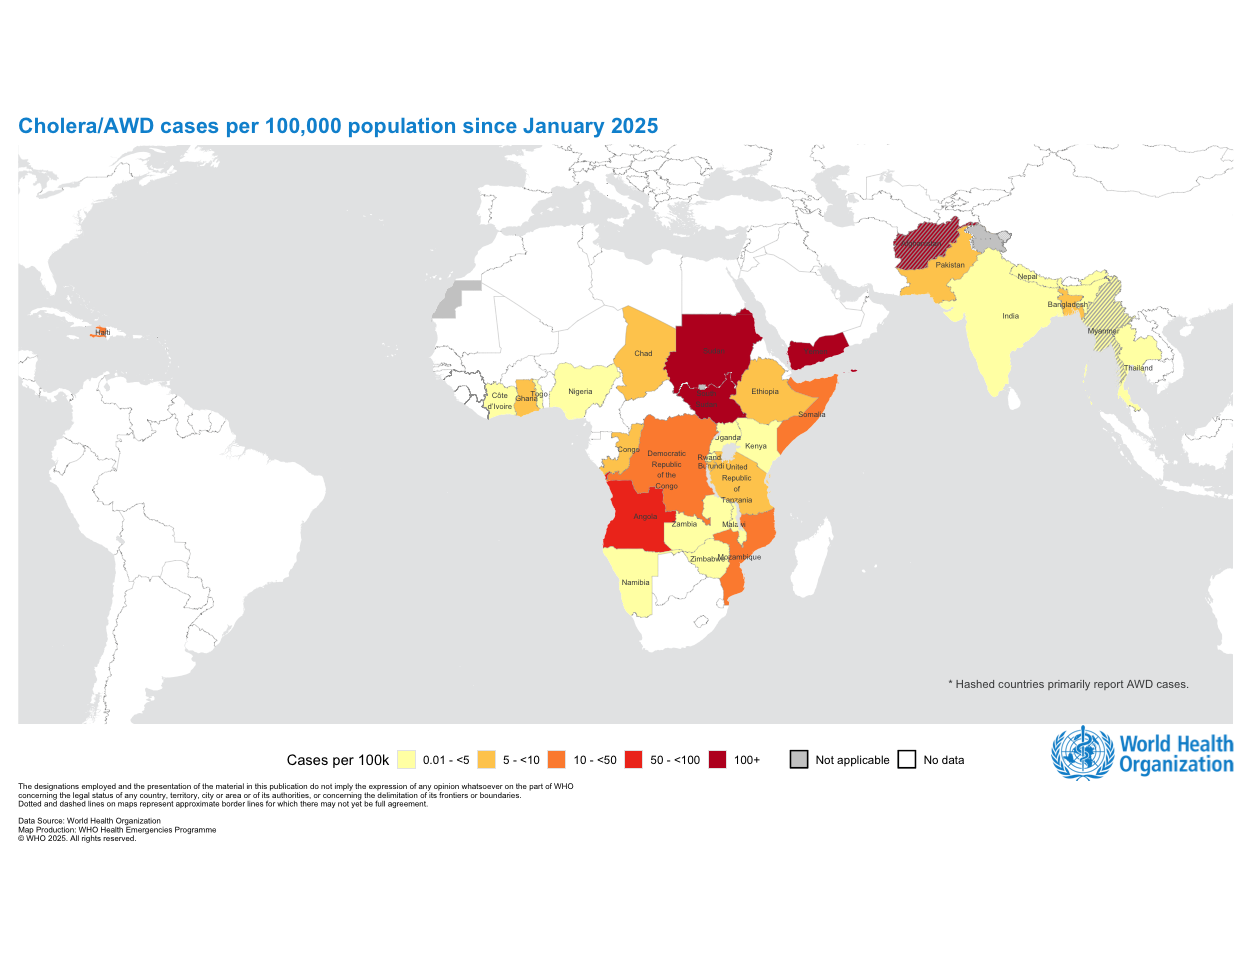 Cholera/AWD cases per 100,000 population since January 2025
Pakistan
Nepal
Bangladesh
India
Myanmar
Thailand
Haiti
Chad
Nigeria
Côte
d'Ivoire
Ghana
Togo
Ethiopia
Somalia
Uganda
Kenya
Congo
Democratic
Republic
of the
Congo
Rwanda
Burundi
United
Republic
of
Tanzania
Angola
Zambia
Malawi
Zimbabwe
Mozambique
Namibia
* Hashed countries primarily report AWD cases.
Cases per 100k
0.01 - <5
5 - <10
10 - <50
50 - <100
100+
Not applicable
No data
World Health
Organization
The designations employed and the presentation of the material in this publication do not imply the expression of any opinion whatsoever on the part of WHO
concerning the legal status of any country, territory, city or area or of its authorities, or concerning the delimitation of its frontiers or boundaries.
Dotted and dashed lines on maps represent approximate border lines for which there may not yet be full agreement.
Data Source: World Health Organization
Map Production: WHO Health Emergencies Programme
© WHO 2025. All rights reserved.